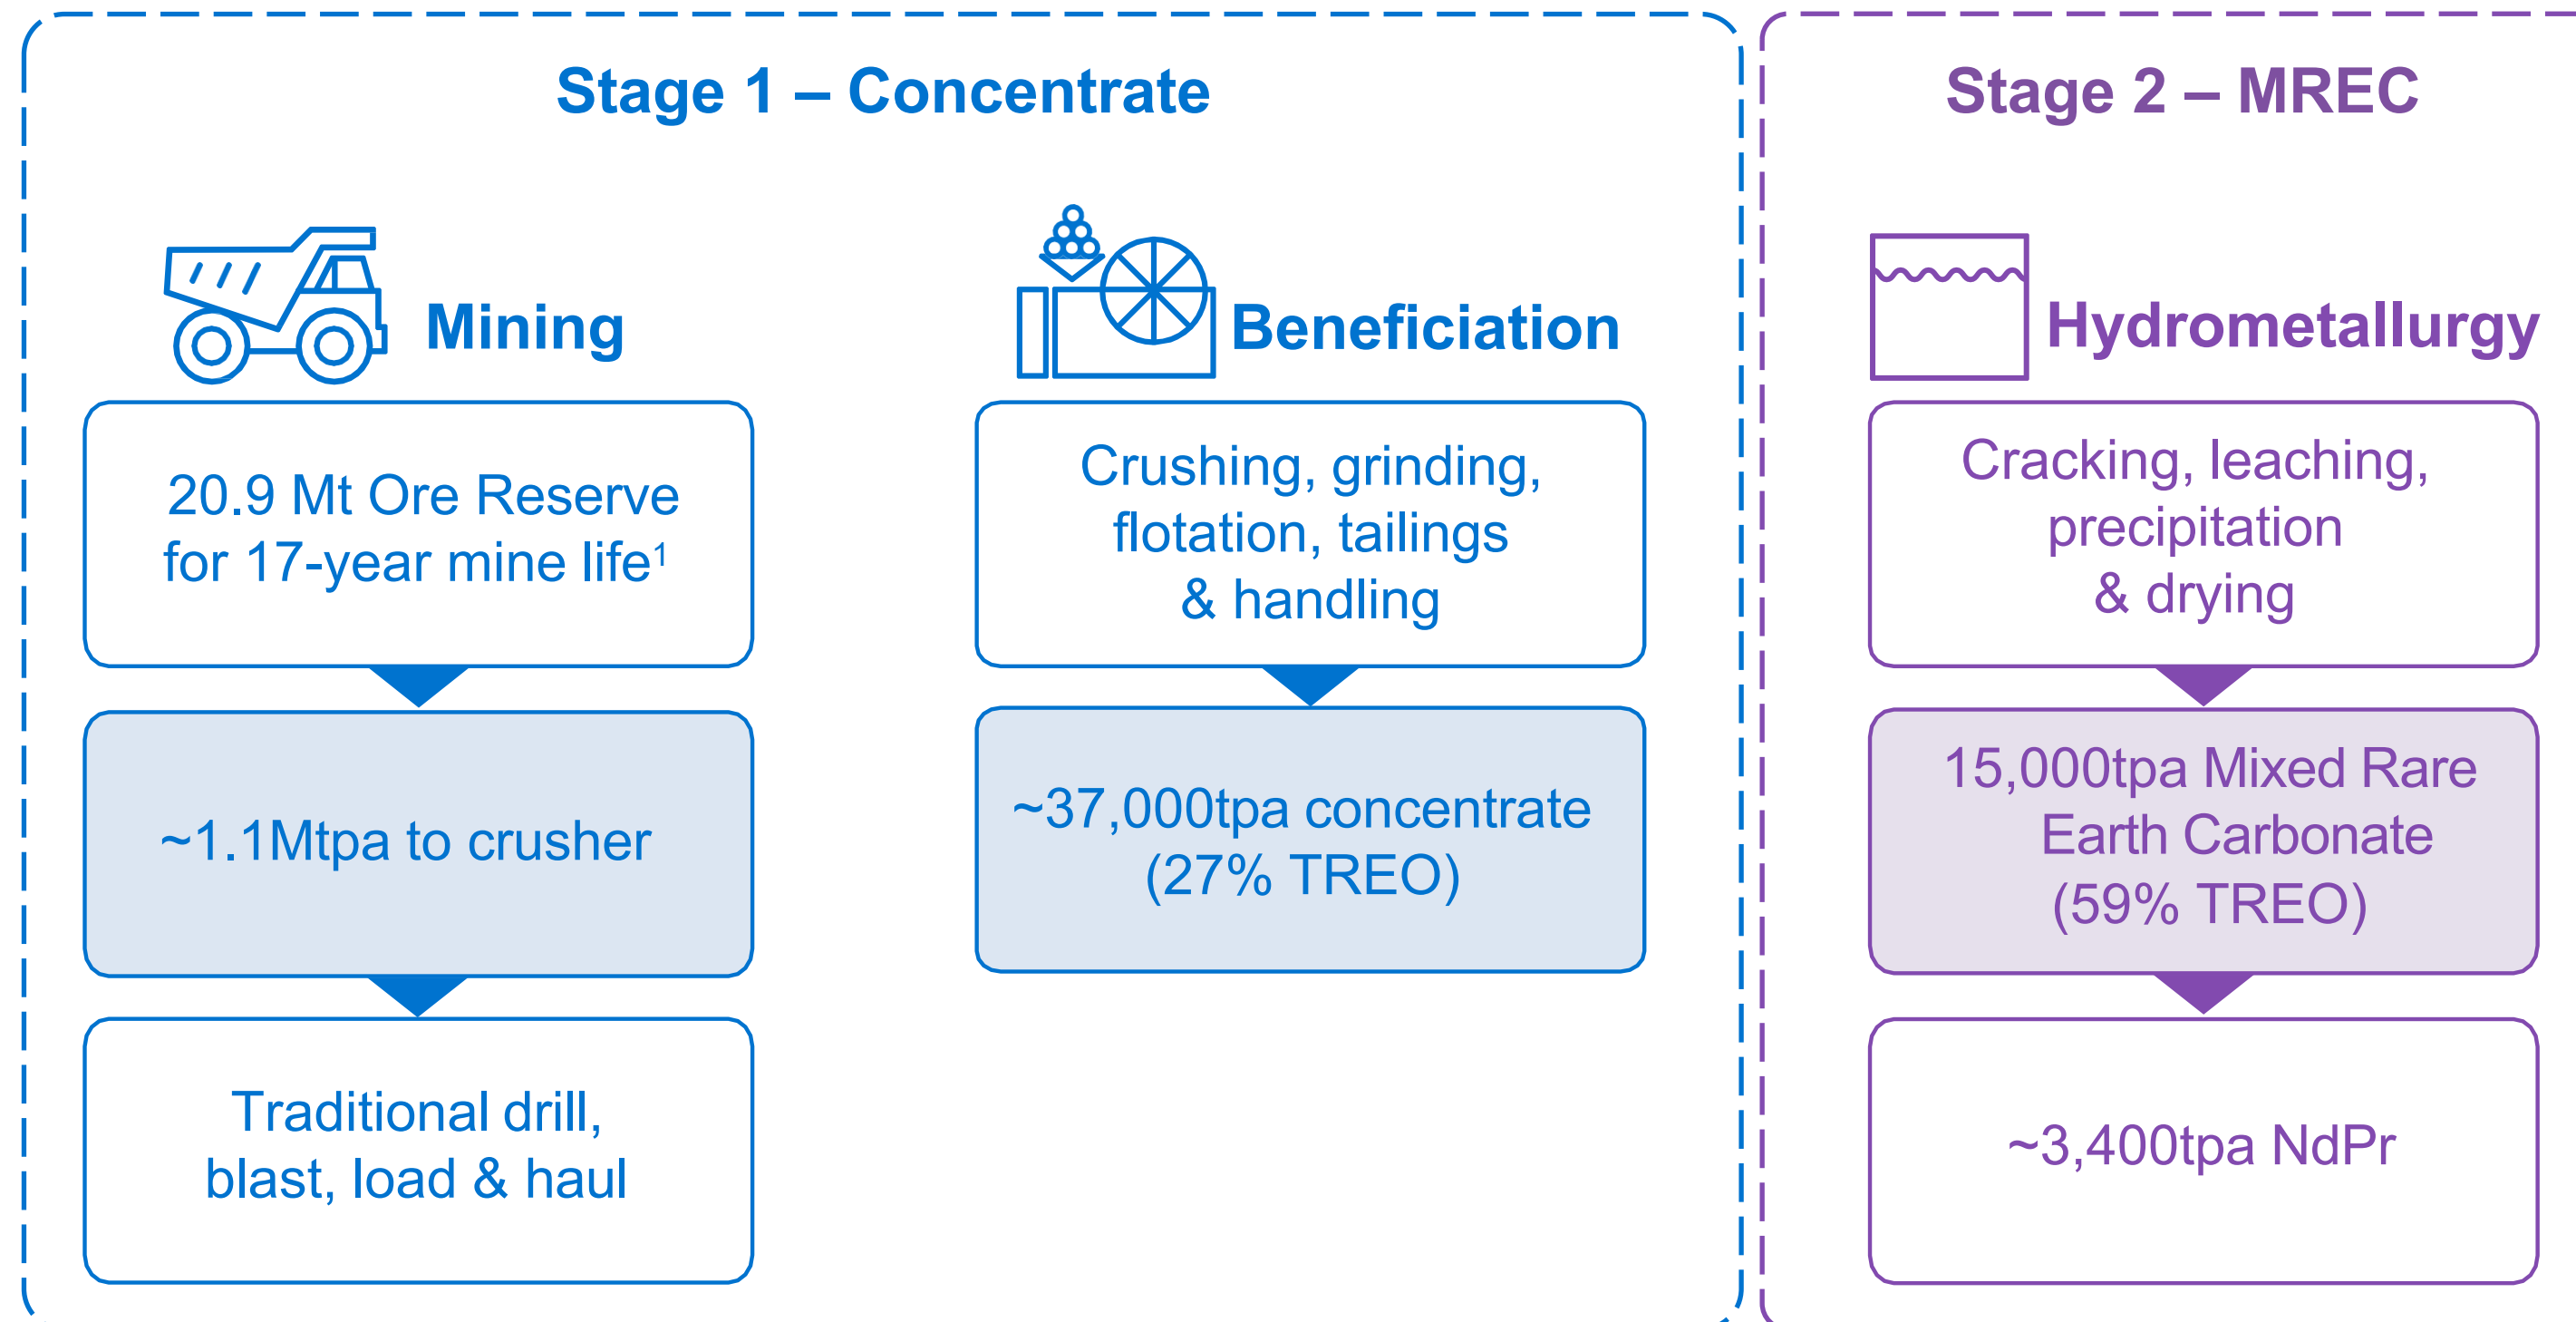 Stage 1 – Concentrate
Mining
20.9 Mt Ore Reserve
for 17-year mine life¹
~1.1Mtpa to crusher
Traditional drill,
blast, load & haul
Beneficiation
Crushing, grinding,
flotation, tailings
& handling
~37,000tpa concentrate
(27% TREO)
Stage 2 – MREC
Hydrometallurgy
Cracking, leaching,
precipitation
& drying
15,000tpa Mixed Rare
Earth Carbonate
(59% TREO)
~3,400tpa NdPr